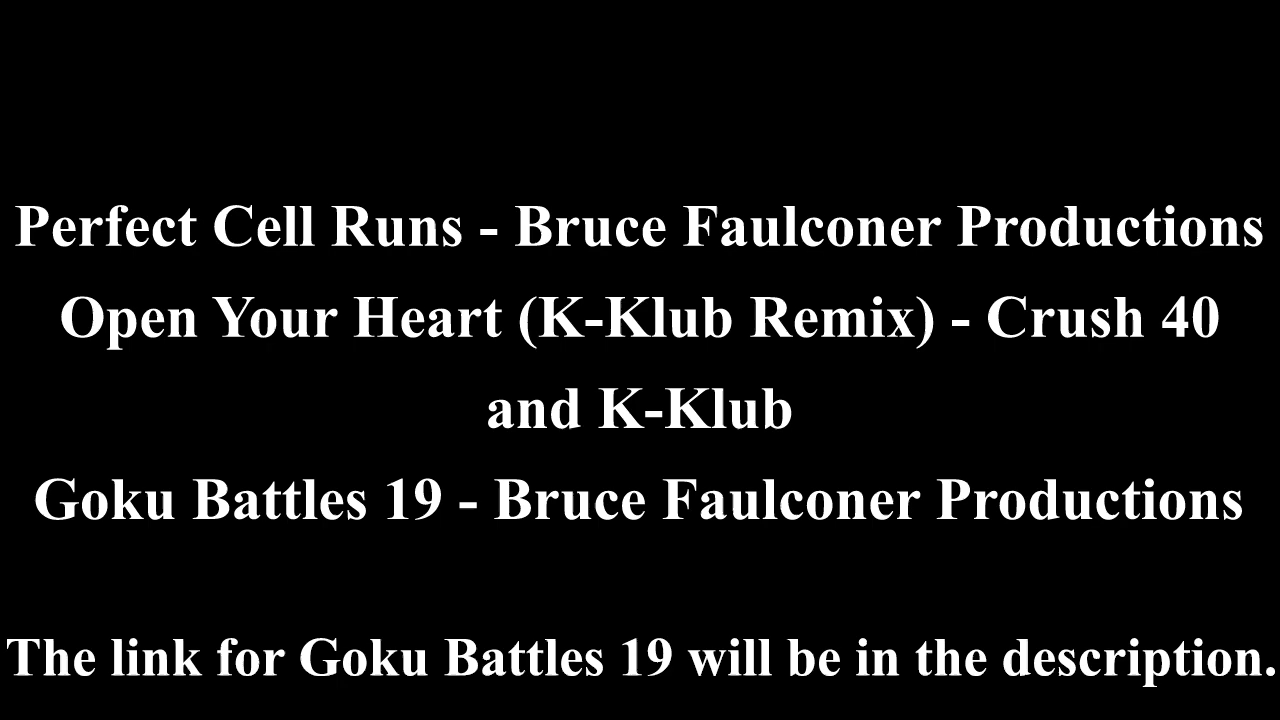 Perfect Cell Runs - Bruce Faulconer Productions
Open Your Heart (K-Klub Remix) - Crush 40
and K-Klub
Goku Battles 19 - Bruce Faulconer Productions
The link for Goku Battles 19 will be in the description.